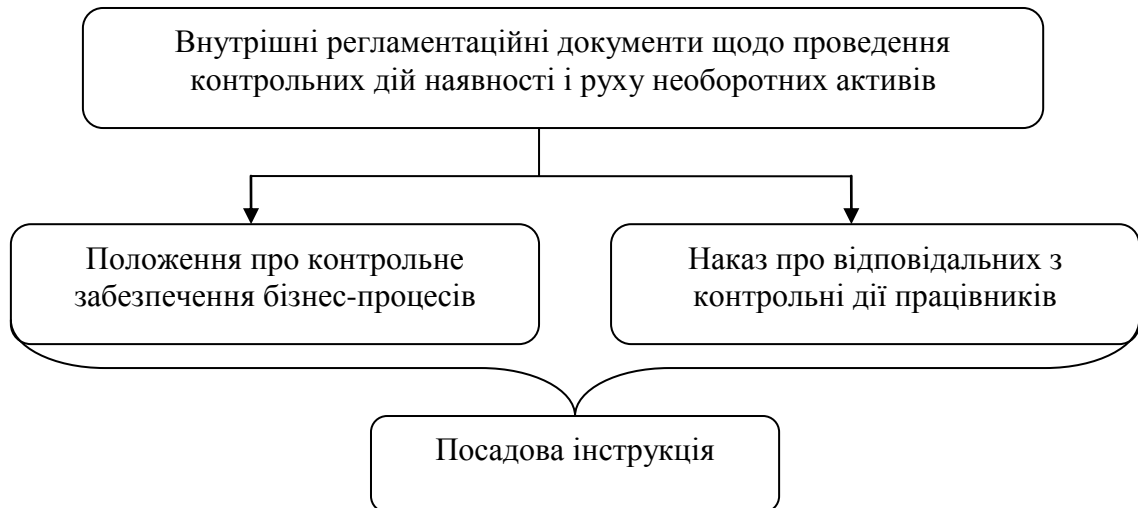 Внутрішні регламентаційні документи щодо проведення
контрольних дій наявності і руху необоротних активів
Положення про контрольне
забезпечення бізнес-процесів
Наказ про відповідальних з
контрольні дії працівників
Посадова інструкція